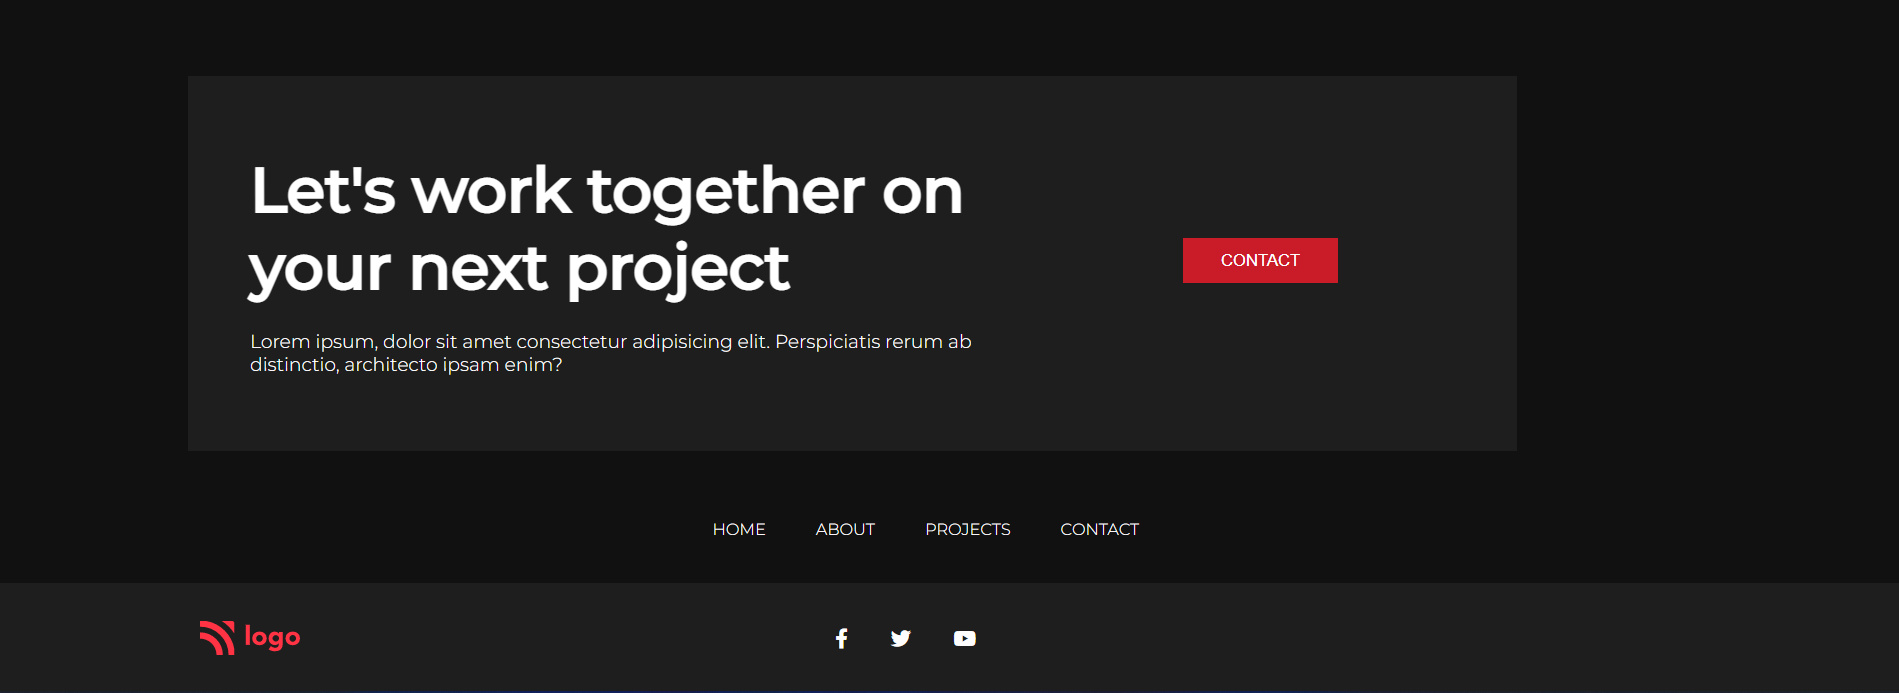 Let's work together on
your next project
Lorem ipsum, dolor sit amet consectetur adipisicing elit. Perspiciatis rerum ab
distinctio, architecto ipsam enim?
CONTACT
HOME ABOUT PROJECTS CONTACT
logo